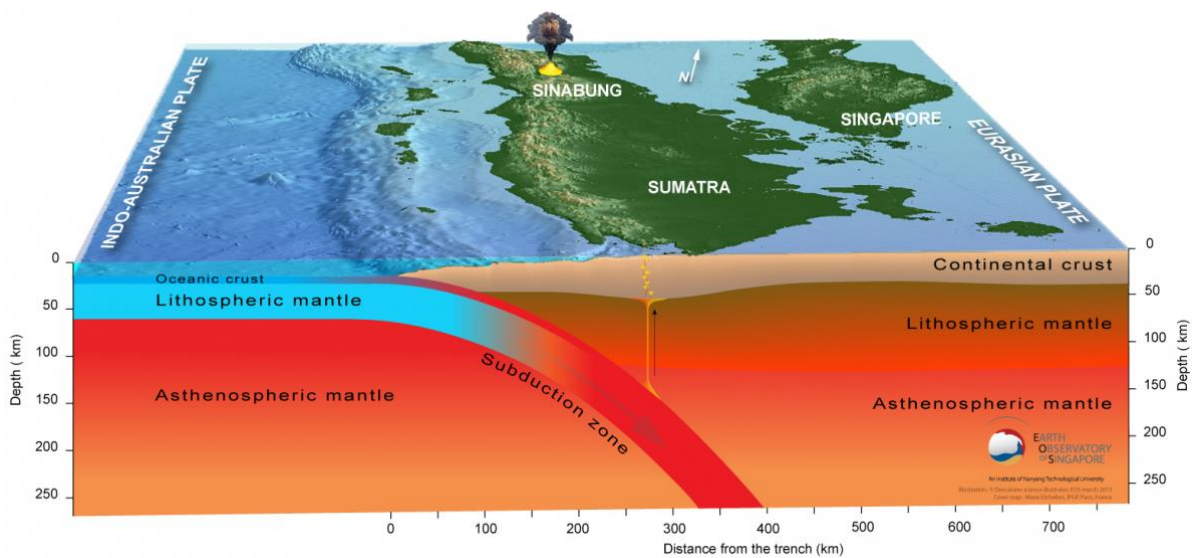 INDO-AUSTRALIAN PLATE
SINABUNG
N
SINGAPORE
EURASIAN PLATE
SUMATRA
0
50
100
150
200
250
Depth ( km)
Oceanic crust
Lithospheric mantle
Asthenospheric mantle
Subduction zone
Continental crust
Lithospheric mantle
Asthenospheric mantle
0
50
100
150
200
250
Depth ( km)
EARTH
OBSERVATORY
OF SINGAPORE
An Institute of Nanyang Technological University
0 100 200 300 400 500 600 700
Distance from the trench (km)